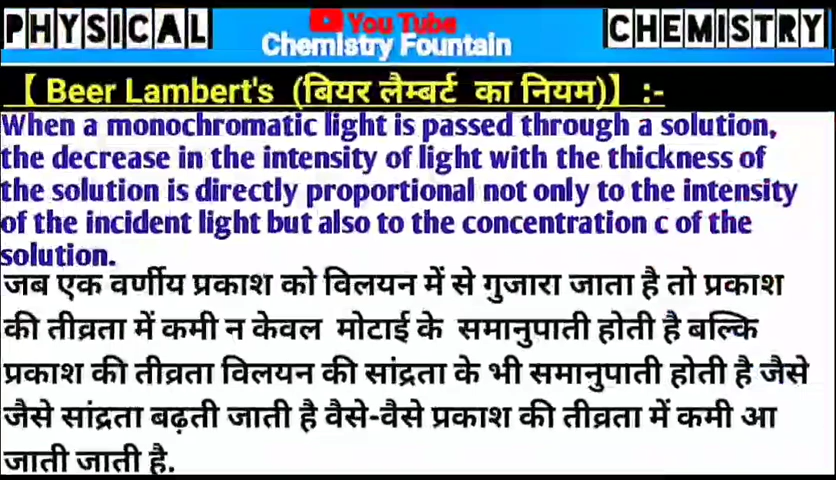 PHYSICAL
You Tube
CHEMISTRY
Chemistry Fountain
【 Beer Lambert's (बियर लैम्बर्ट का नियम)】 :-
When a monochromatic light is passed through a solution,
the decrease in the intensity of light with the thickness of
the solution is directly proportional not only to the intensity
of the incident light but also to the concentration c of the
solution.
जब एक वर्णीय प्रकाश को विलयन में से गुजारा जाता है तो प्रकाश
की तीव्रता में कमी न केवल मोटाई के समानुपाती होती है बल्कि
प्रकाश की तीव्रता विलयन की सांद्रता के भी समानुपाती होती है जैसे
जैसे सांद्रता बढ़ती जाती है वैसे-वैसे प्रकाश की तीव्रता में कमी आ
जाती जाती है.